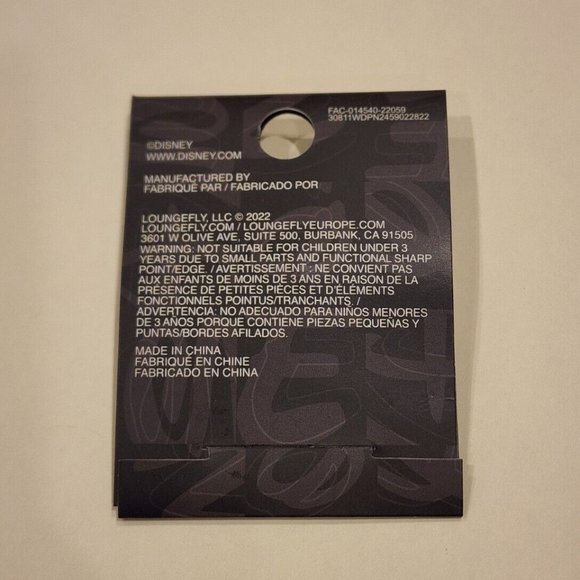 FAC-014540-22059
30811WDPN2459022822
©DISNEY
WWW.DISNEY.COM
MANUFACTURED BY
FABRIQUÉ PAR / FABRICADO POR
LOUNGEFLY, LLC © 2022
LOUNGEFLY.COM / LOUNGEFLYEUROPE.COM
3601 W OLIVE AVE, SUITE 500, BURBANK, CA 91505
WARNING: NOT SUITABLE FOR CHILDREN UNDER 3
YEARS DUE TO SMALL PARTS AND FUNCTIONAL SHARP
POINT/EDGE. / AVERTISSEMENT : NE CONVIENT PAS
AUX ENFANTS DE MOINS DE 3 ANS EN RAISON DE LA
PRÉSENCE DE PETITES PIÈCES ET D'ÉLÉMENTS
FONCTIONNELS POINTUS/TRANCHANTS. /
ADVERTENCIA: NO ADECUADO PARA NIÑOS MENORES
DE 3 AÑOS PORQUE CONTIENE PIEZAS PEQUEÑAS Y
PUNTAS/BORDES AFILADOS.
MADE IN CHINA
FABRIQUÉ EN CHINE
FABRICADO EN CHINA